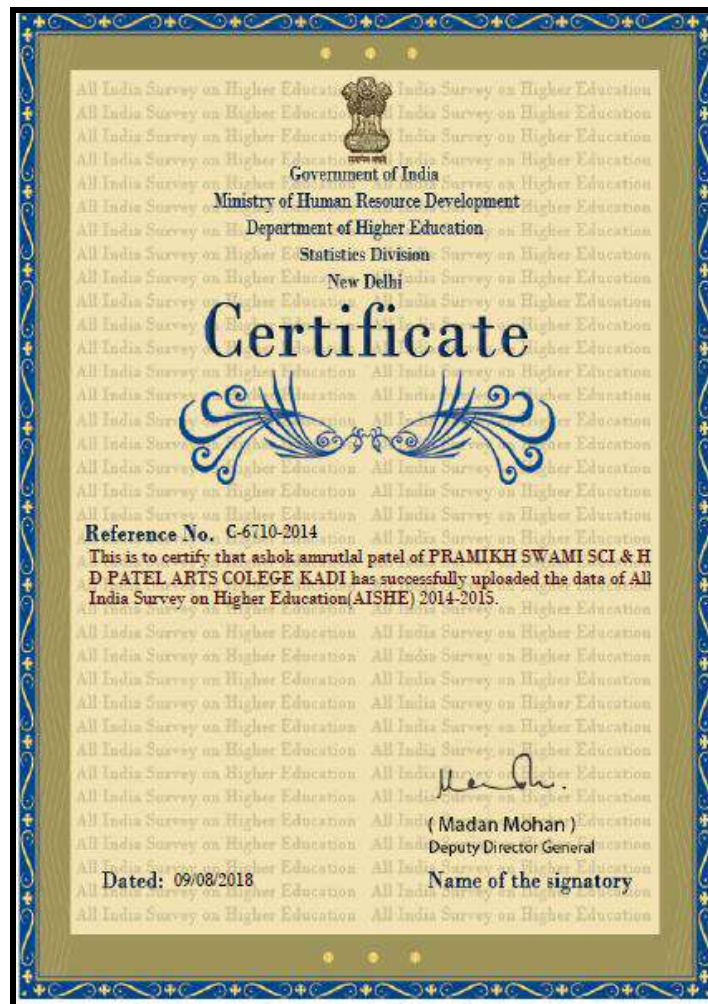 Government of India
Ministry of Human Resource Development
Department of Higher Education
Statistics Division
New Delhi
Certificate
Reference No. C-6710-2014
This is to certify that ashok amrutlal patel of PRAMIKH SWAMI SCI & H
D PATEL ARTS COLEGE KADI has successfully uploaded the data of All
India Survey on Higher Education(AISHE) 2014-2015.
( Madan Mohan )
Deputy Director General
Dated: 09/08/2018
Name of the signatory